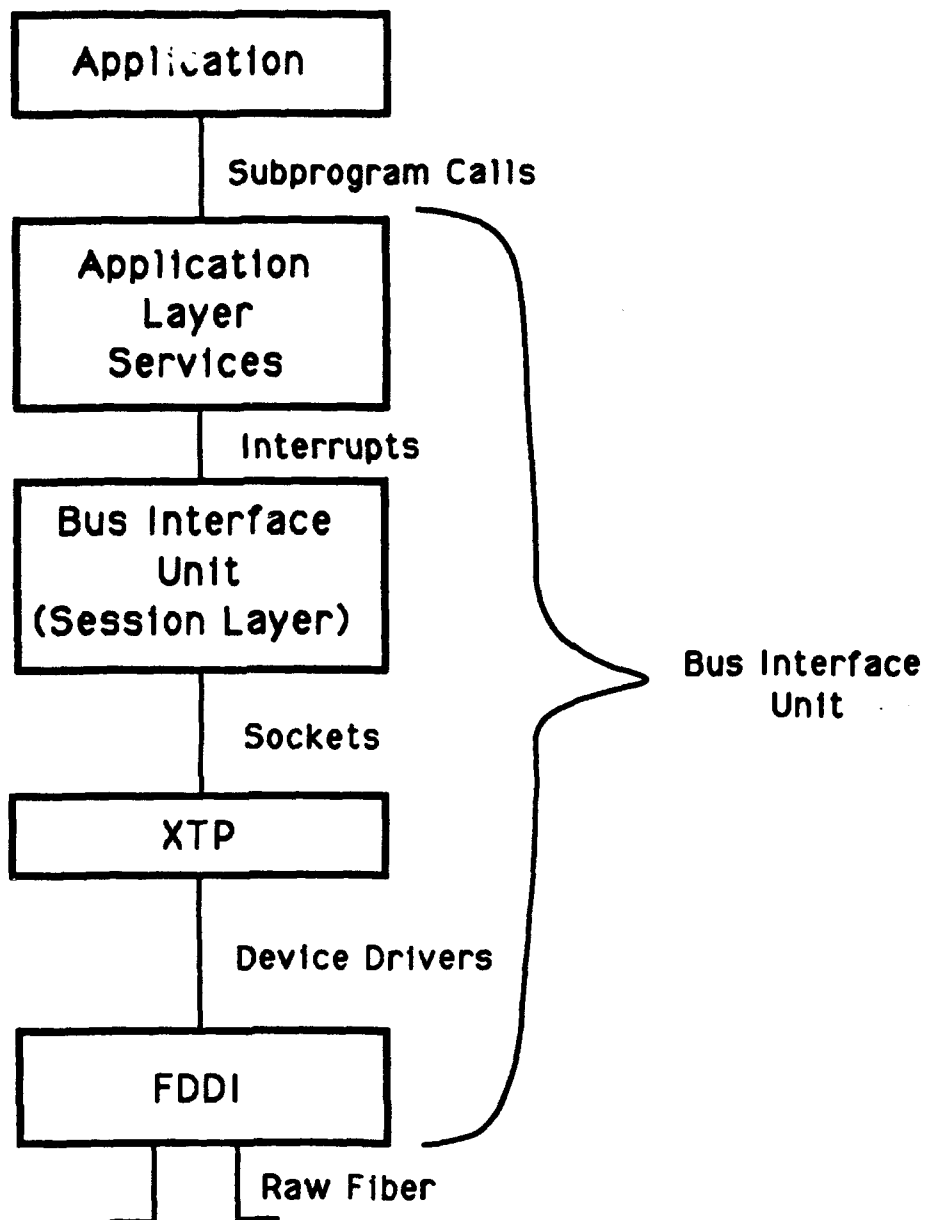 Application
Subprogram Calls
Application
Layer
Services
Interrupts
Bus Interface
Unit
(Session Layer)
Bus Interface
Unit
Sockets
XTP
Device Drivers
FDDI
Raw Fiber